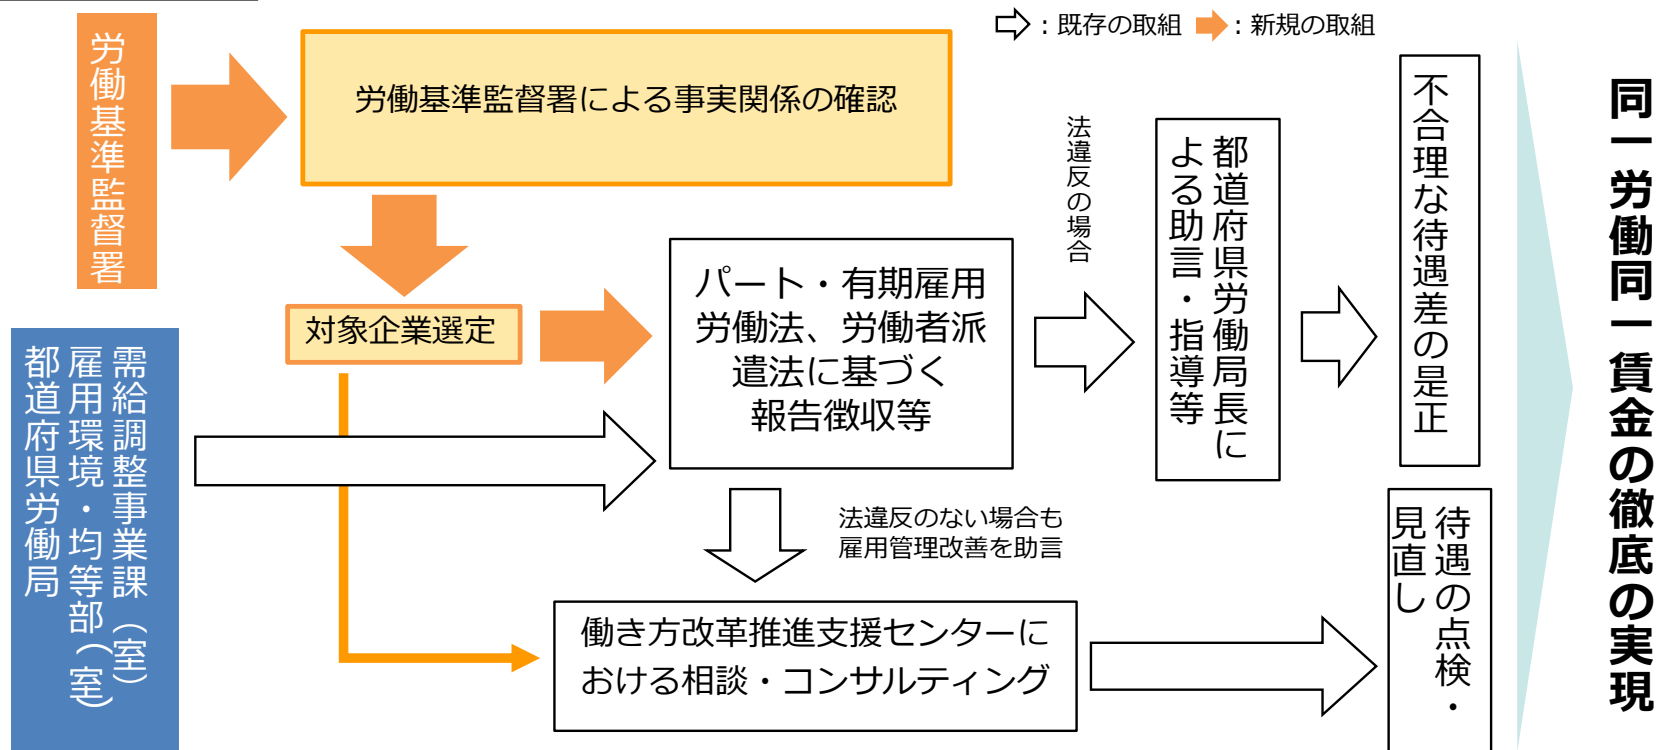 ：既存の取組
：新規の取組
労働基準監督署
労働基準監督署による事実関係の確認
対象企業選定
都道府県労働局
雇用環境・均等部（室）
需給調整事業課（室）
パート・有期雇用
労働法、労働者派
遣法に基づく
報告徴収等
法違反の場合
都道府県労働局長に
よる助言・指導等
不合理な待遇差の是正
法違反のない場合も
雇用管理改善を助言
働き方改革推進支援センターに
おける相談・コンサルティング
待遇の点検・
見直し
同一労働同一賃金の徹底の実現